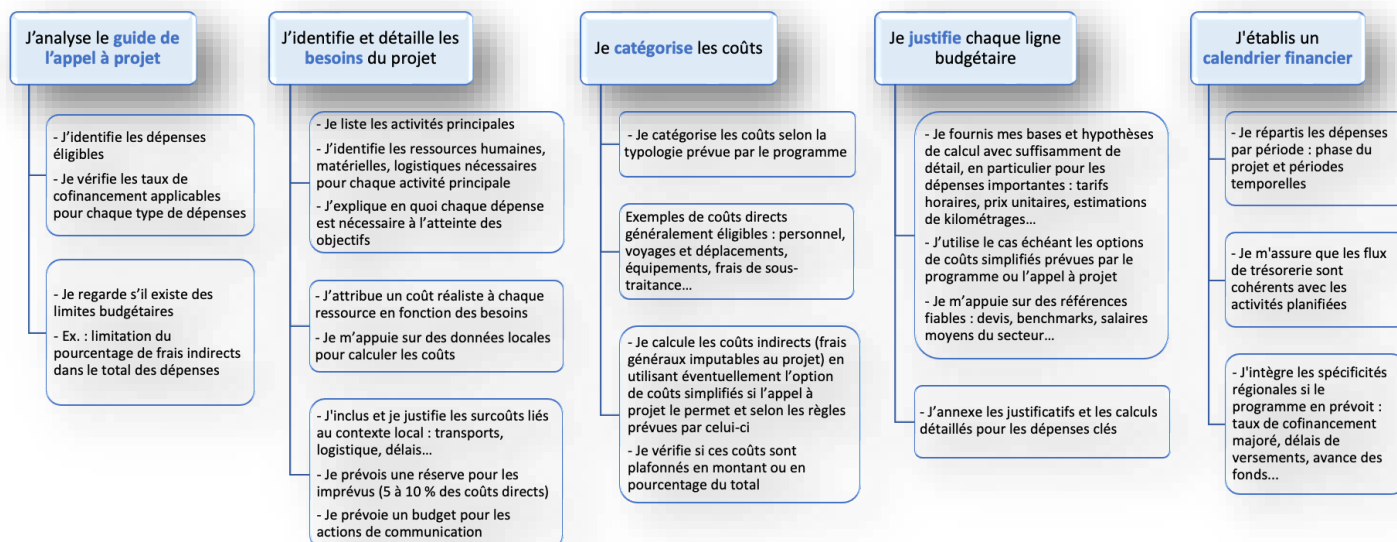 J’analyse le guide de
l’appel à projet
- J’identifie les dépenses
éligibles
- Je vérifie les taux de
cofinancement applicables
pour chaque type de dépenses
- Je regarde s’il existe des
limites budgétaires
- Ex. : limitation du
pourcentage de frais indirects
dans le total des dépenses
J’identifie et détaille les
besoins du projet
- Je liste les activités principales
- J’identifie les ressources humaines,
matérielles, logistiques nécessaires
pour chaque activité principale
- J’explique en quoi chaque dépense
est nécessaire à l’atteinte des
objectifs
- J’attribue un coût réaliste à chaque
ressource en fonction des besoins
- Je m’appuie sur des données locales
pour calculer les coûts
- J'inclus et je justifie les surcoûts liés
au contexte local : transports,
logistique, délais…
- Je prévois une réserve pour les
imprévus (5 à 10 % des coûts directs)
- Je prévoie un budget pour les
actions de communication
Je catégorise les coûts
- Je catégorise les coûts selon la
typologie prévue par le programme
Exemples de coûts directs
généralement éligibles : personnel,
voyages et déplacements,
équipements, frais de sous-
traitance…
- Je calcule les coûts indirects (frais
généraux imputables au projet) en
utilisant éventuellement l’option
de coûts simplifiés si l’appel à
projet le permet et selon les règles
prévues par celui-ci
- Je vérifie si ces coûts sont
plafonnés en montant ou en
pourcentage du total
Je justifie chaque ligne
budgétaire
- Je fournis mes bases et hypothèses
de calcul avec suffisamment de
détail, en particulier pour les
dépenses importantes : tarifs
horaires, prix unitaires, estimations
de kilométrages…
- J’utilise le cas échéant les options
de coûts simplifiés prévues par le
programme ou l’appel à projet
- Je m’appuie sur des références
fiables : devis, benchmarks, salaires
moyens du secteur…
- J’annexe les justificatifs et les calculs
détaillés pour les dépenses clés
J'établis un
calendrier financier
- Je répartis les dépenses
par période : phase du
projet et périodes
temporelles
- Je m'assure que les flux
de trésorerie sont
cohérents avec les
activités planifiées
- J'intègre les spécificités
régionales si le
programme en prévoit :
taux de cofinancement
majoré, délais de
versements, avance des
fonds...